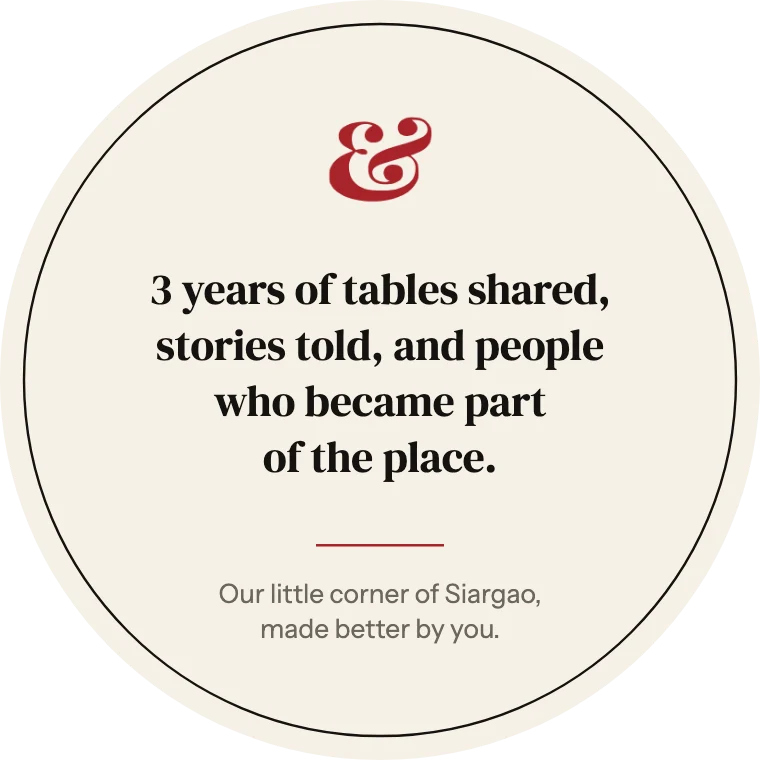 &
3 years of tables shared,
stories told, and people
who became part
of the place.
Our little corner of Siargao,
made better by you.